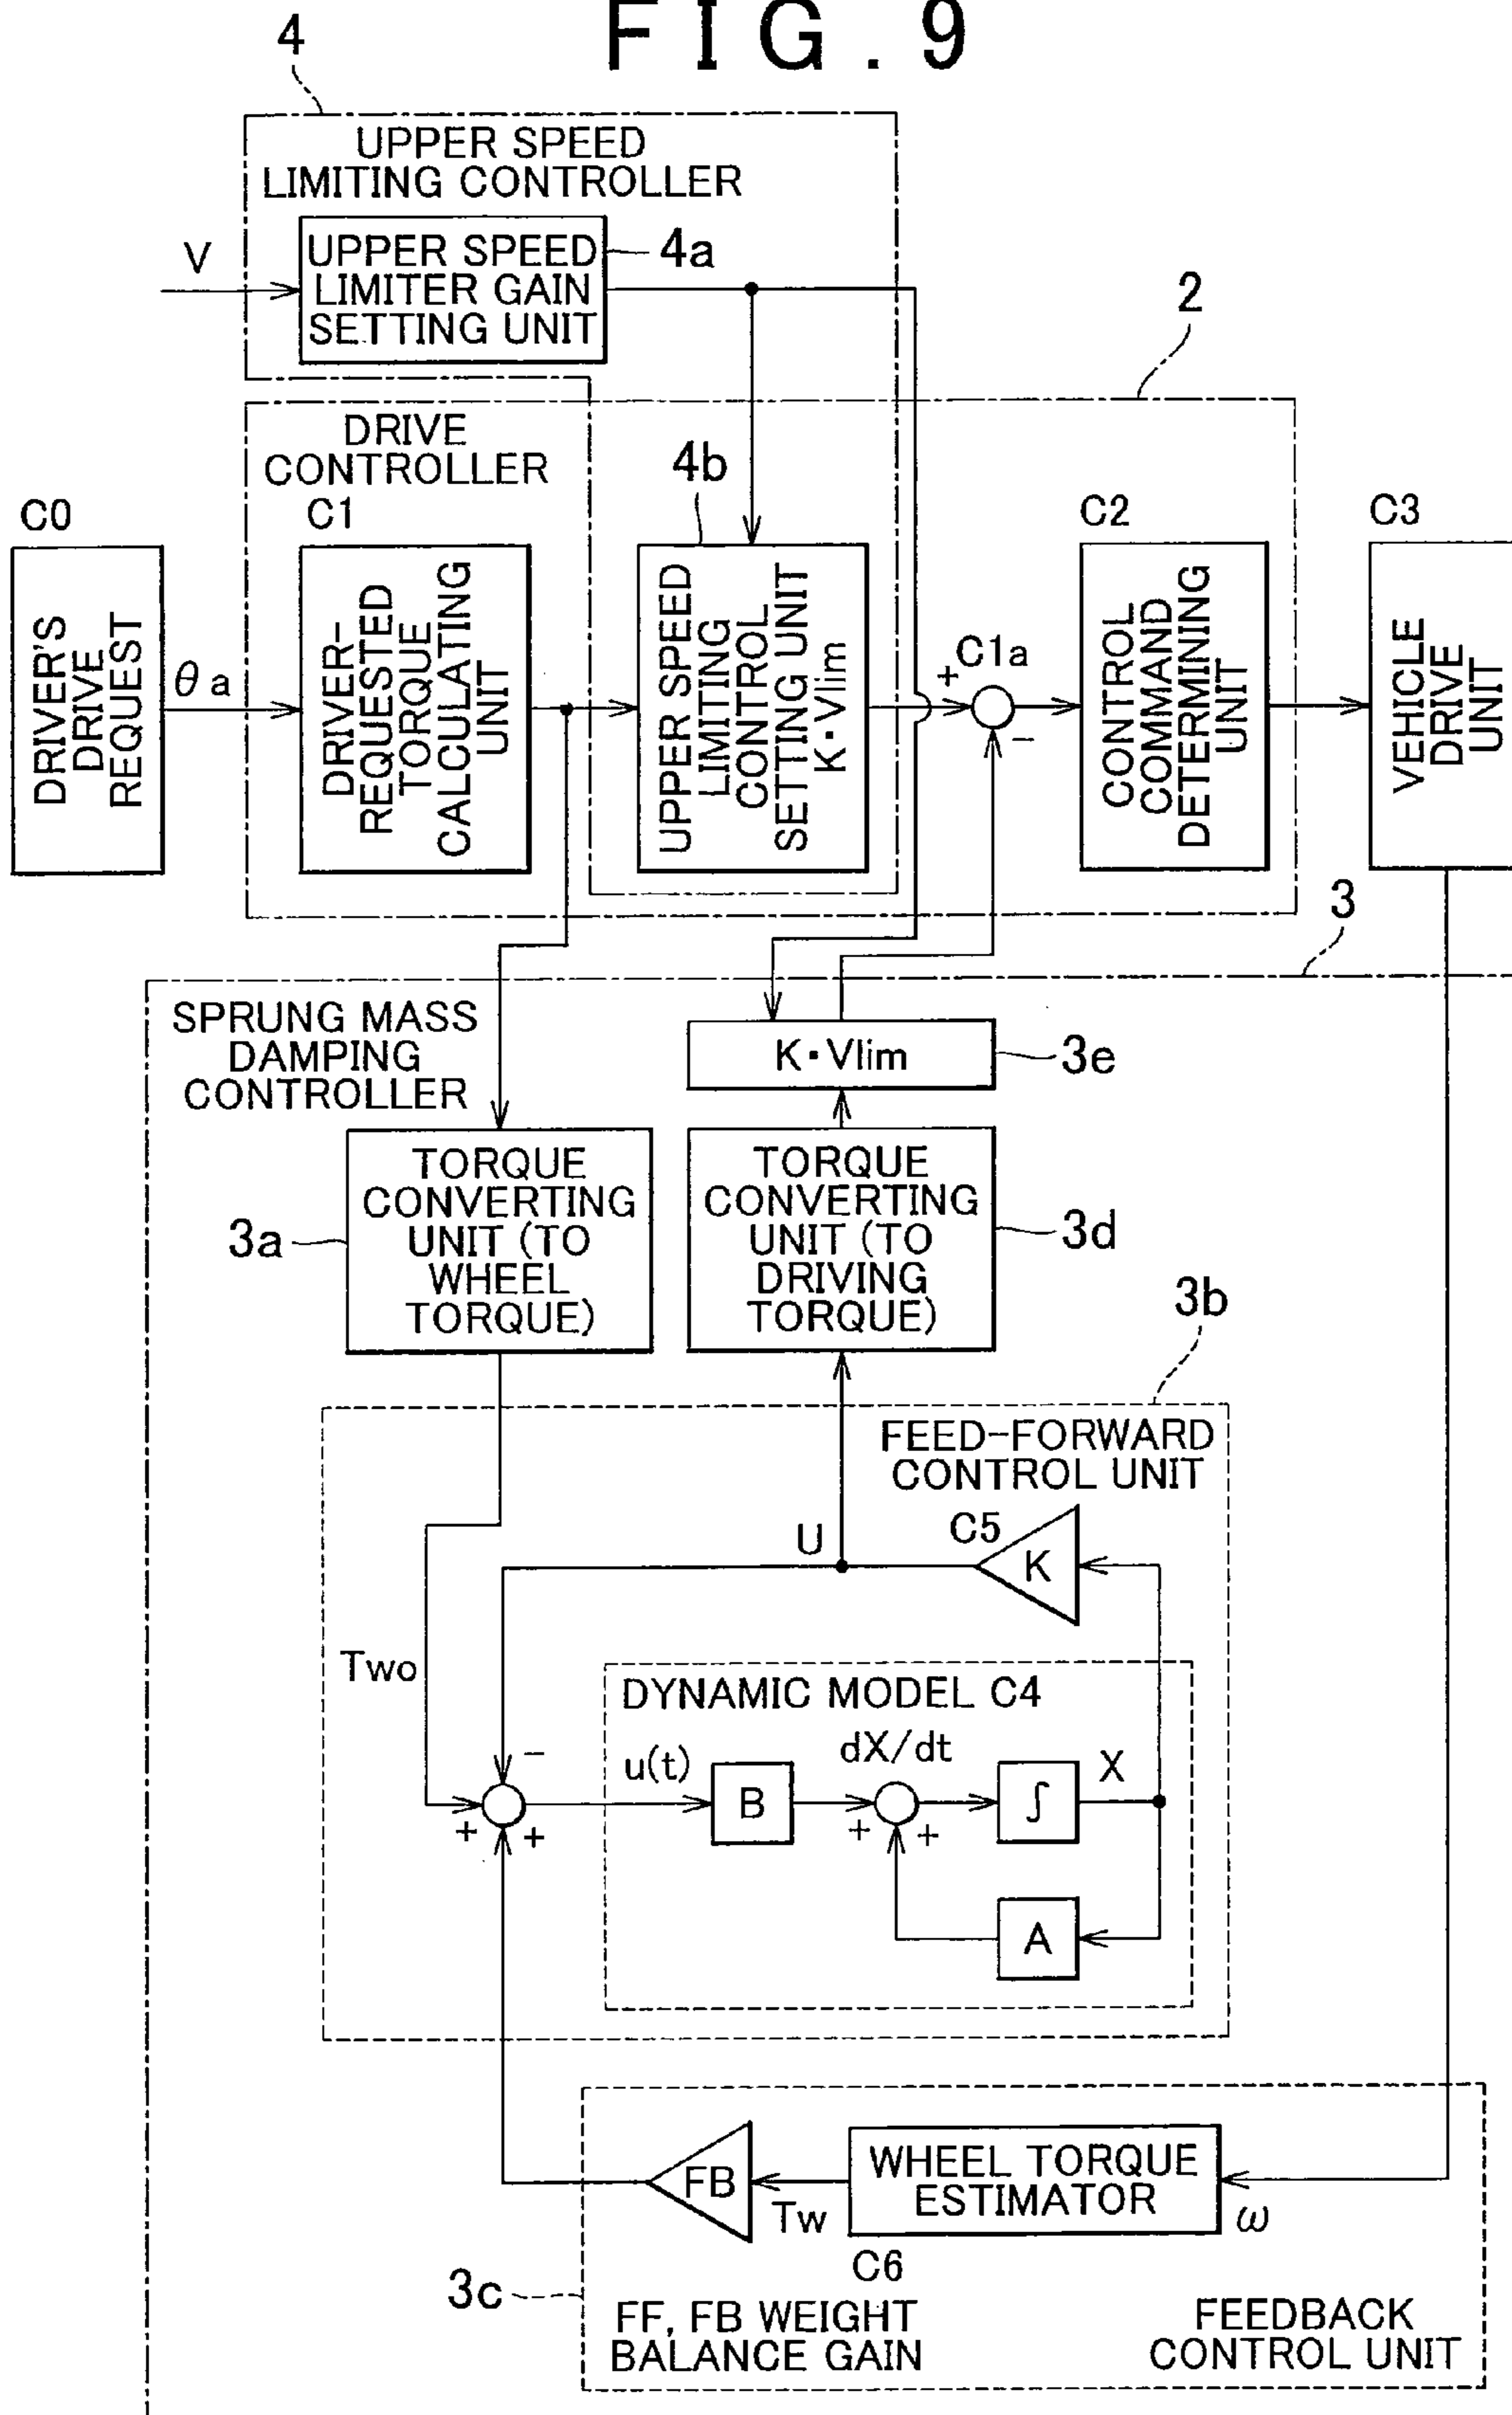 FIG. 9
4
UPPER SPEED
LIMITING CONTROLLER
V
UPPER SPEED
LIMITER GAIN
SETTING UNIT
4a
2
DRIVE
CONTROLLER
4b
C0
C1
C2
C3
DRIVER'S
DRIVE
REQUEST
θa
DRIVER-
REQUESTED
TORQUE
CALCULATING
UNIT
UPPER SPEED
LIMITING
CONTROL
SETTING UNIT
K・Vlim
+
C1a
−
CONTROL
COMMAND
DETERMINING
UNIT
VEHICLE
DRIVE
UNIT
3
SPRUNG MASS
DAMPING
CONTROLLER
K・Vlim
3e
TORQUE
CONVERTING
UNIT (TO
WHEEL
TORQUE)
3a
TORQUE
CONVERTING
UNIT (TO
DRIVING
TORQUE)
3d
3b
FEED-FORWARD
CONTROL UNIT
U
C5
K
Two
DYNAMIC MODEL C4
−
u(t)
dX/dt
X
B
∫
+
+
+
+
A
FB
Tw
WHEEL TORQUE
ESTIMATOR
ω
C6
3c
FF, FB WEIGHT
BALANCE GAIN
FEEDBACK
CONTROL UNIT